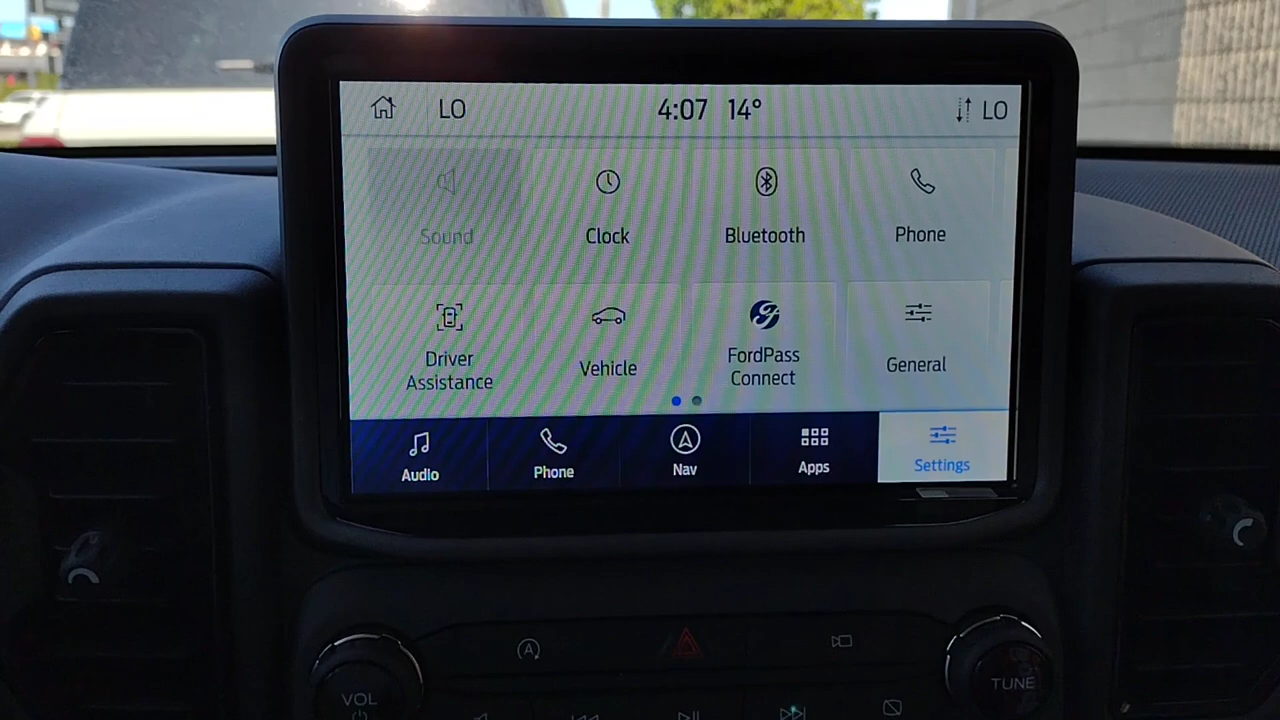 LO 4:07 14° LO
Sound Clock Bluetooth Phone
Driver Assistance Vehicle FordPass Connect General
Audio Phone Nav Apps Settings
A
VOL TUNE